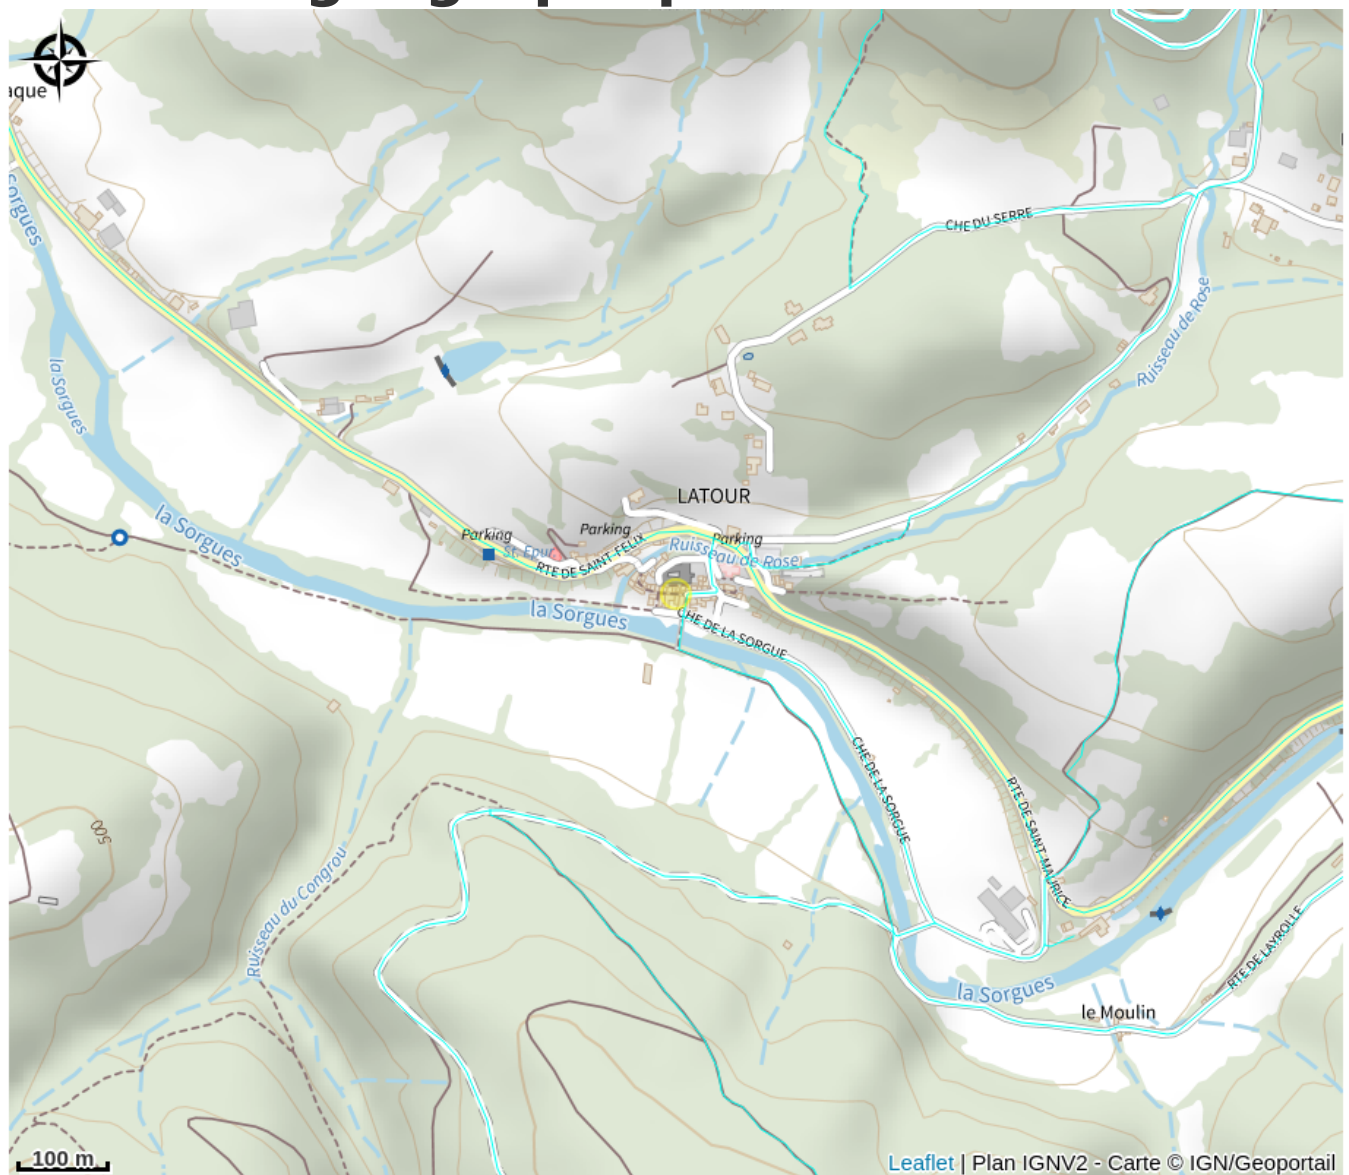 aque
Sorgues
CHE DU SERRE
Ruisseau de Rose
la Sorgues
LATOUR
la Sorgues
Parking
Parking
Parking
St. Epur.
RTE DE SAINT-FELIX
Ruisseau de Rose
la Sorgues
CHE DE LA SORGUE
CHE DE LA SORGUE
RTE DE SAINT-MAURICE
500
Ruisseau du Congrou
RTE DE LAYROLLE
la Sorgues
le Moulin
100 m
Leaflet | Plan IGNV2 - Carte © IGN/Geoportail